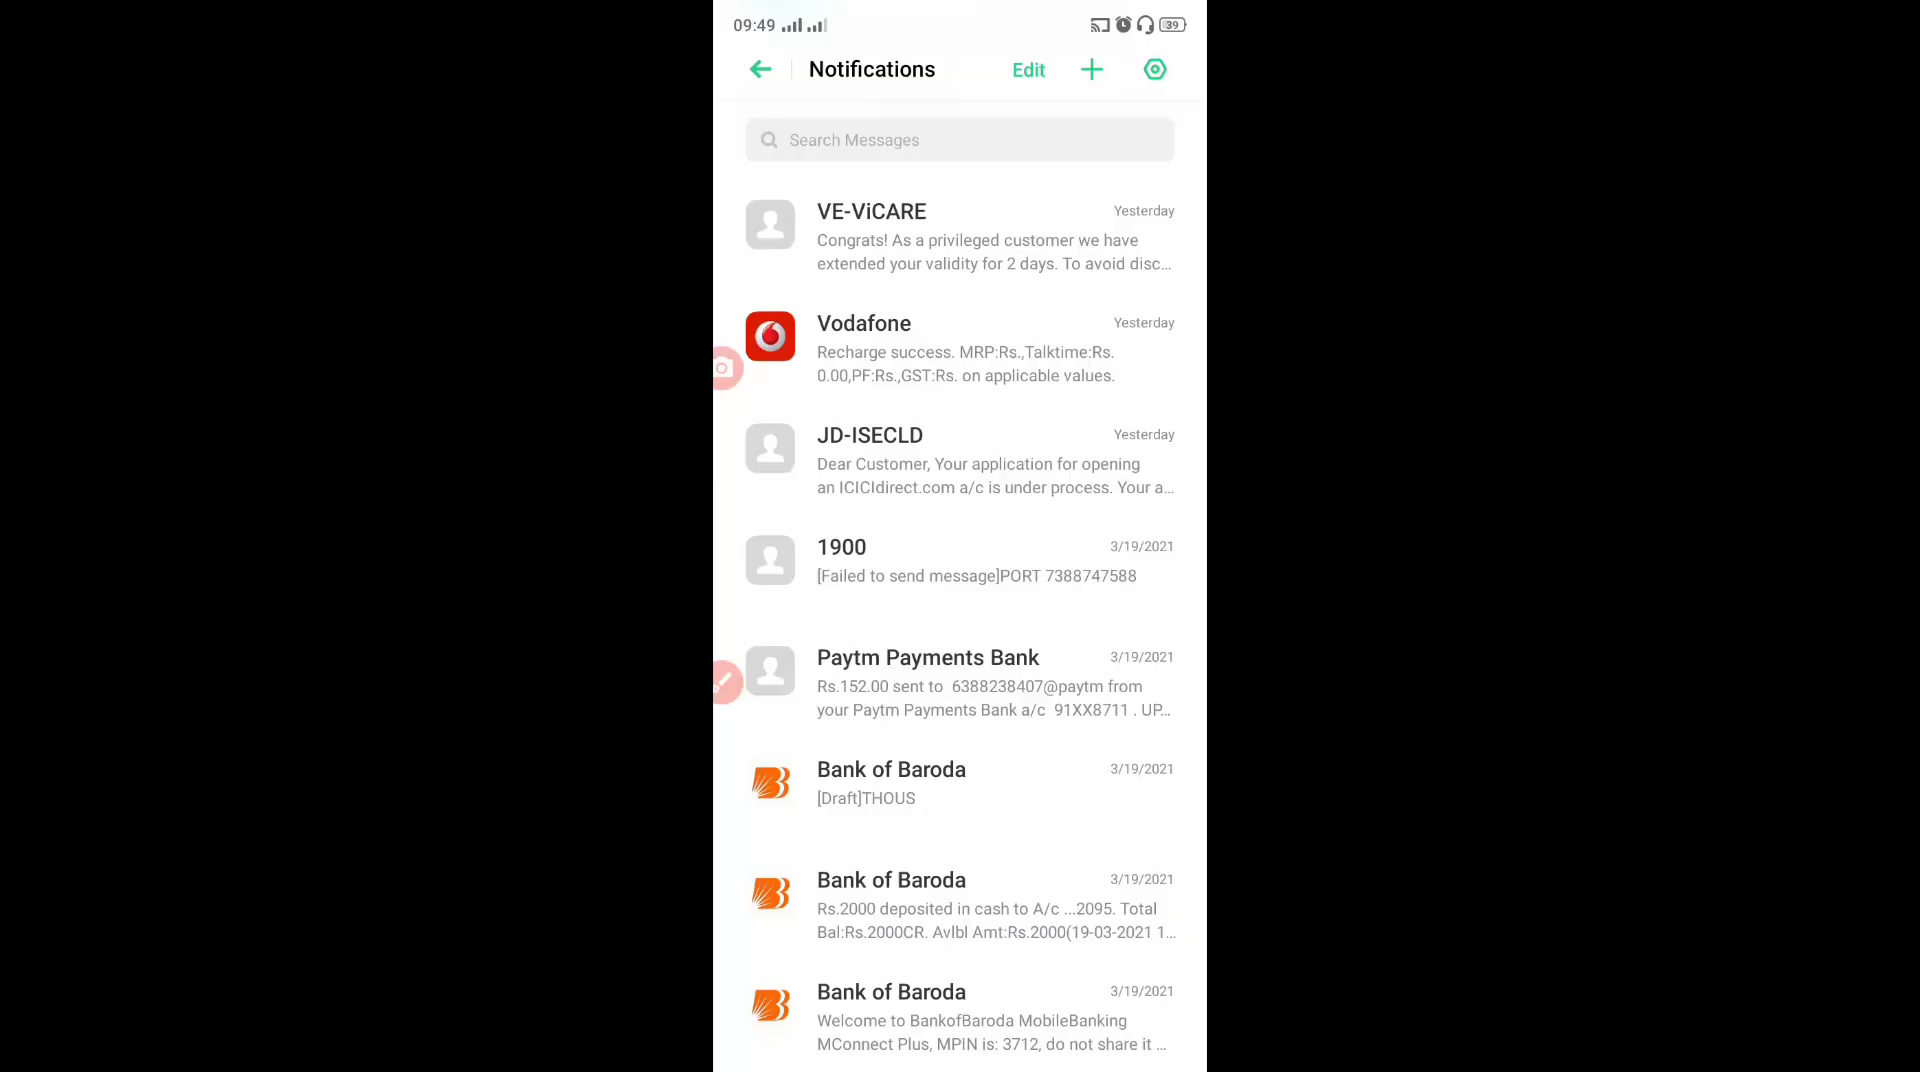 09:49
39
Notifications
Edit
Search Messages
VE-ViCARE
Yesterday
Congrats! As a privileged customer we have
extended your validity for 2 days. To avoid disc...
Vodafone
Yesterday
Recharge success. MRP:Rs.,Talktime:Rs.
0.00,PF:Rs.,GST:Rs. on applicable values.
JD-ISECLD
Yesterday
Dear Customer, Your application for opening
an ICICIdirect.com a/c is under process. Your a...
1900
3/19/2021
[Failed to send message]PORT 7388747588
Paytm Payments Bank
3/19/2021
Rs.152.00 sent to  6388238407@paytm from
your Paytm Payments Bank a/c  91XX8711 . UP...
Bank of Baroda
3/19/2021
[Draft]THOUS
Bank of Baroda
3/19/2021
Rs.2000 deposited in cash to A/c ...2095. Total
Bal:Rs.2000CR. Avlbl Amt:Rs.2000(19-03-2021 1...
Bank of Baroda
3/19/2021
Welcome to BankofBaroda MobileBanking
MConnect Plus, MPIN is: 3712, do not share it ...